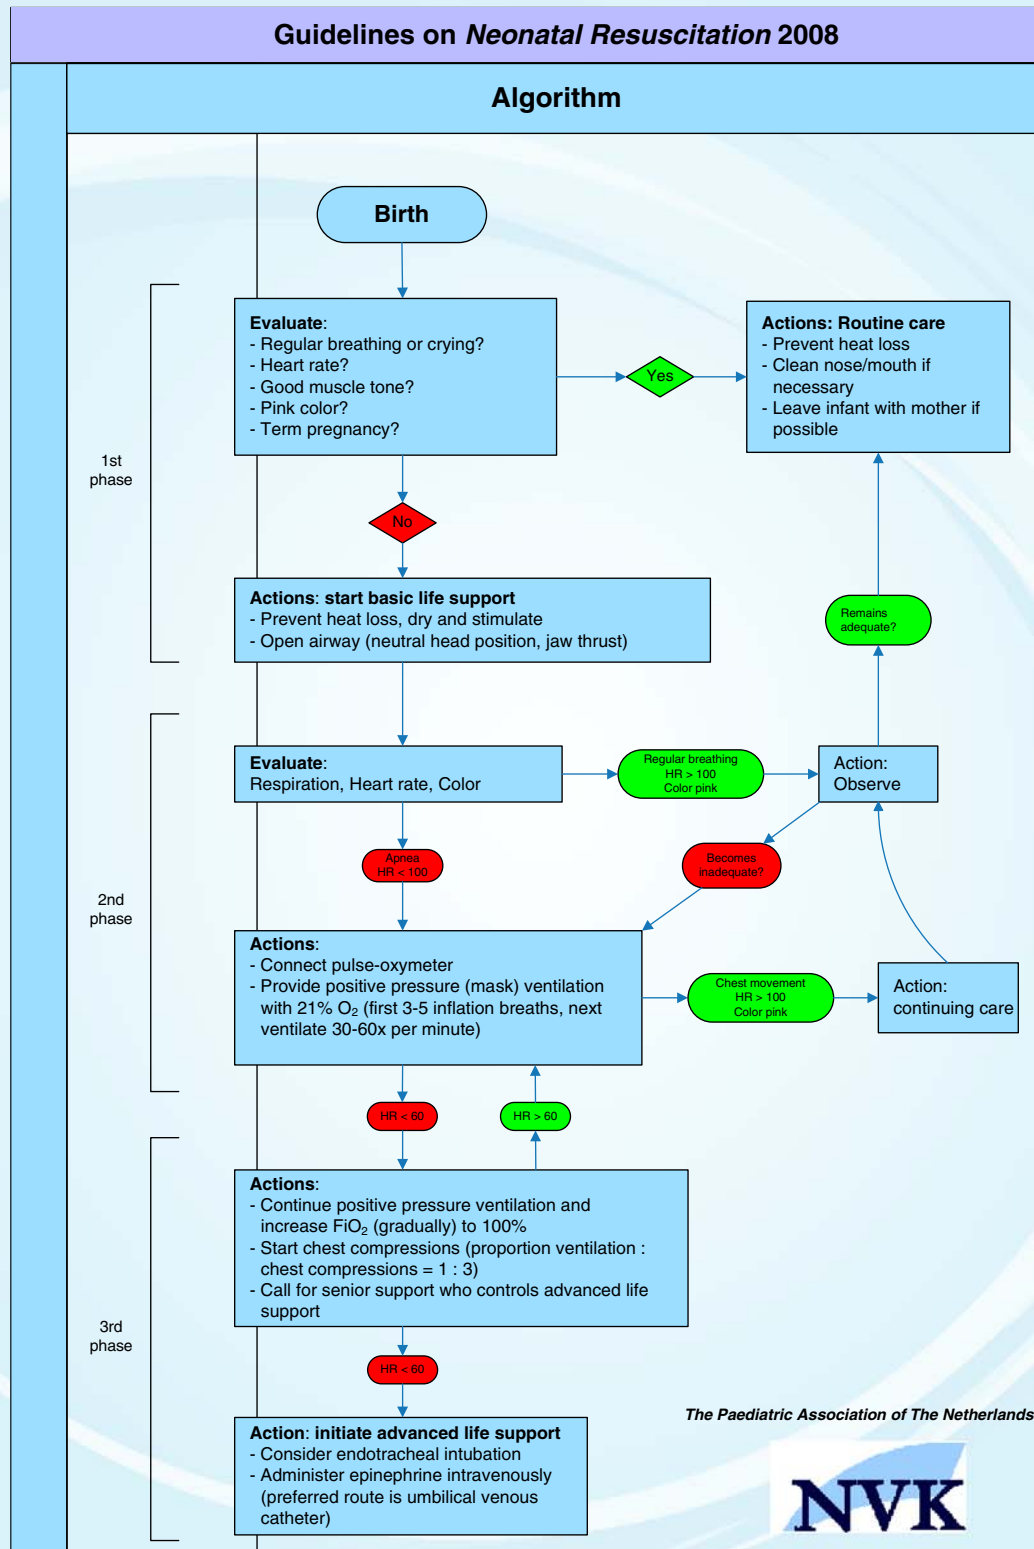 Guidelines on Neonatal Resuscitation 2008
Algorithm
Birth
1st
phase
Evaluate:
- Regular breathing or crying?
- Heart rate?
- Good muscle tone?
- Pink color?
- Term pregnancy?
Yes
Actions: Routine care
- Prevent heat loss
- Clean nose/mouth if
necessary
- Leave infant with mother if
possible
No
Actions: start basic life support
- Prevent heat loss, dry and stimulate
- Open airway (neutral head position, jaw thrust)
Remains
adequate?
2nd
phase
Evaluate:
Respiration, Heart rate, Color
Regular breathing
HR > 100
Color pink
Action:
Observe
Apnea
HR < 100
Becomes
inadequate?
Actions:
- Connect pulse-oxymeter
- Provide positive pressure (mask) ventilation
with 21% O₂ (first 3-5 inflation breaths, next
ventilate 30-60x per minute)
Chest movement
HR > 100
Color pink
Action:
continuing care
HR < 60
HR > 60
3rd
phase
Actions:
- Continue positive pressure ventilation and
increase FiO₂ (gradually) to 100%
- Start chest compressions (proportion ventilation :
chest compressions = 1 : 3)
- Call for senior support who controls advanced life
support
HR < 60
Action: initiate advanced life support
- Consider endotracheal intubation
- Administer epinephrine intravenously
(preferred route is umbilical venous
catheter)
The Paediatric Association of The Netherlands
NVK